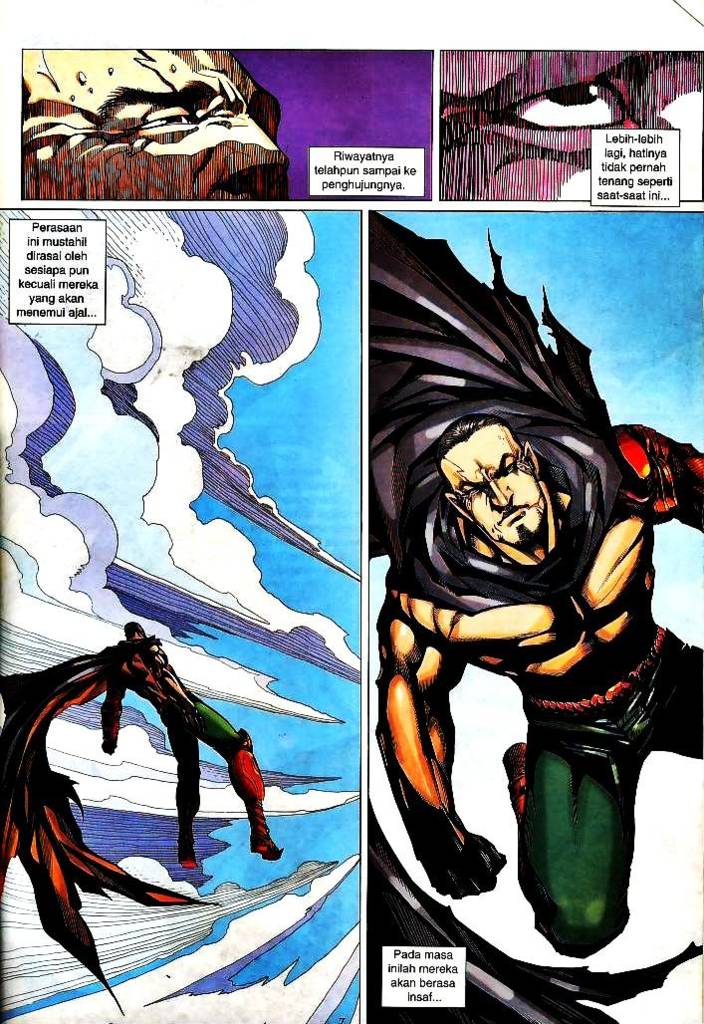 Riwayatnya
telahpun sampai ke
penghujungnya.
Lebih-lebih
lagi, hatinya
tidak pernah
tenang seperti
saat-saat ini...
Perasaan
ini mustahil
dirasai oleh
sesiapa pun
kecuali mereka
yang akan
menemui ajal...
Pada masa
inilah mereka
akan berasa
insaf...
7